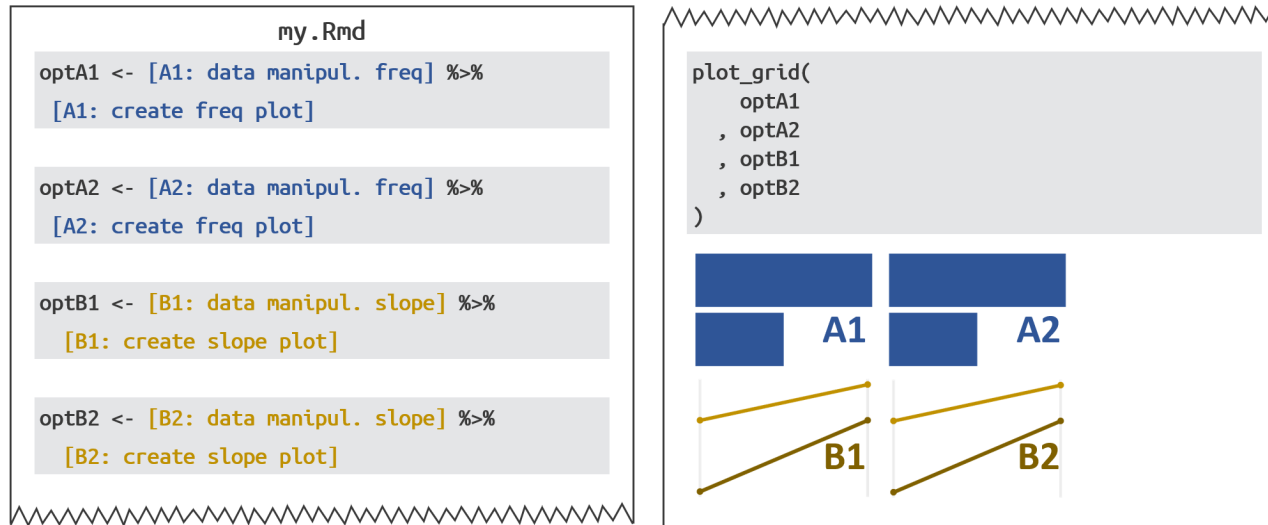 my.Rmd
optA1 <- [A1: data manipul. freq] %>%
[A1: create freq plot]
optA2 <- [A2: data manipul. freq] %>%
[A2: create freq plot]
optB1 <- [B1: data manipul. slope] %>%
[B1: create slope plot]
optB2 <- [B2: data manipul. slope] %>%
[B2: create slope plot]
plot_grid(
optA1
, optA2
, optB1
, optB2
)
A1
A2
B1
B2